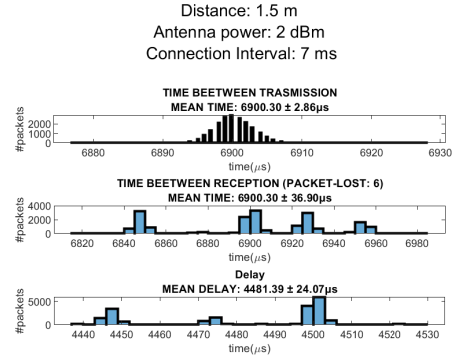 Distance: 1.5 m
Antenna power: 2 dBm
Connection Interval: 7 ms
TIME BEETWEEN TRASMISSION
MEAN TIME: 6900.30 ± 2.86µs
#packets
2000
1000
0
6880 6890 6900 6910 6920 6930
time(µs)
TIME BEETWEEN RECEPTION (PACKET-LOST: 6)
MEAN TIME: 6900.30 ± 36.90µs
#packets
4000
2000
0
6820 6840 6860 6880 6900 6920 6940 6960 6980
time(µs)
Delay
MEAN DELAY: 4481.39 ± 24.07µs
#packets
5000
0
4440 4450 4460 4470 4480 4490 4500 4510 4520 4530
time(µs)